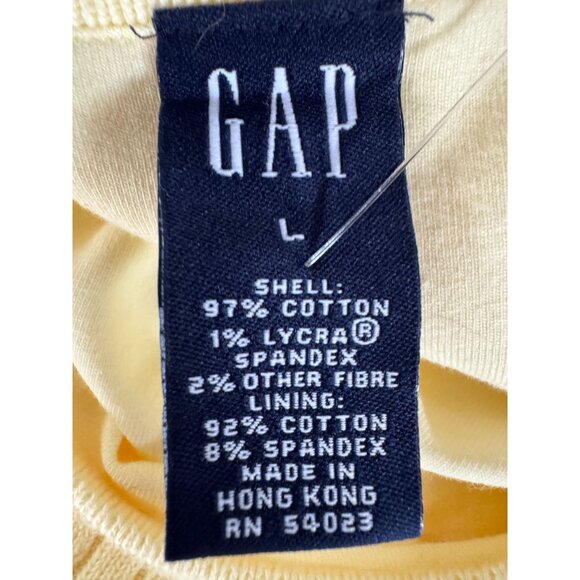 GAP
L
SHELL:
97% COTTON
1% LYCRA®
SPANDEX
2% OTHER FIBRE
LINING:
92% COTTON
8% SPANDEX
MADE IN
HONG KONG
RN 54023